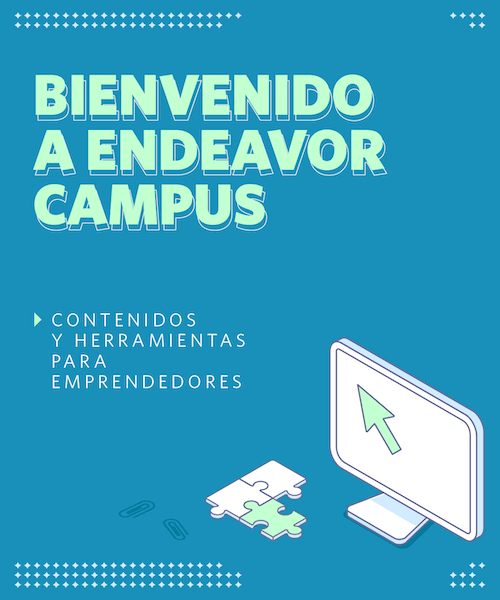 BIENVENIDO
A ENDEAVOR
CAMPUS
CONTENIDOS
Y HERRAMIENTAS
PARA
EMPRENDEDORES